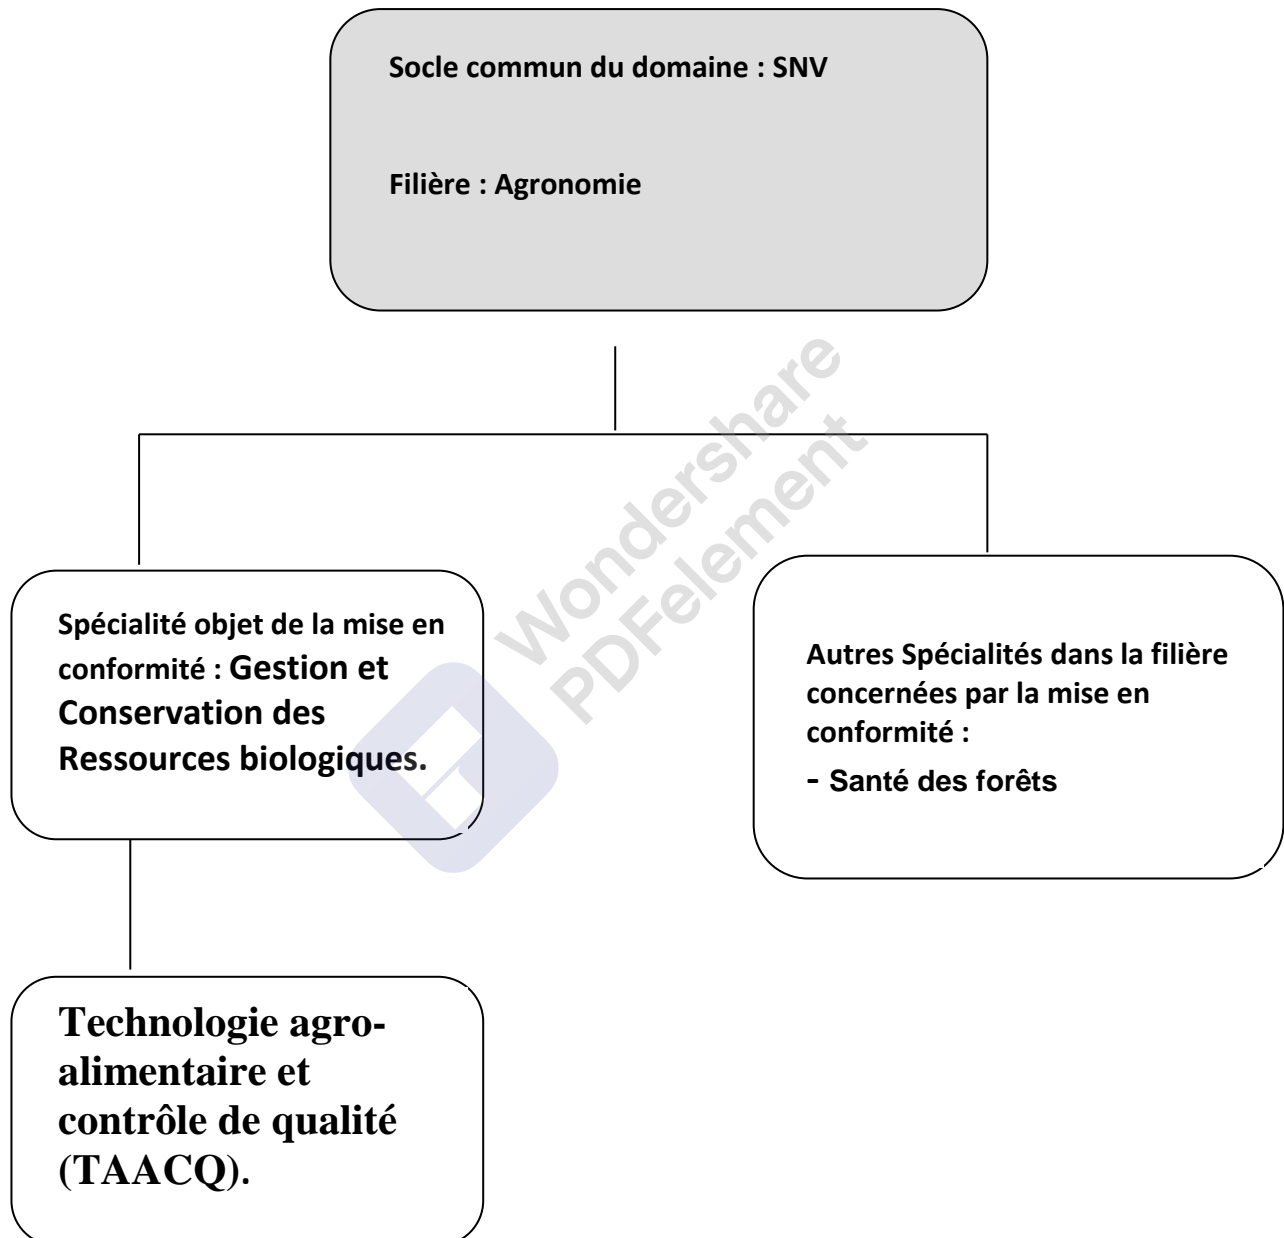 Socle commun du domaine : SNV
Filière : Agronomie
Spécialité objet de la mise en
conformité : Gestion et
Conservation des
Ressources biologiques.
Autres Spécialités dans la filière
concernées par la mise en
conformité :
- Santé des forêts
Technologie agro-
alimentaire et
contrôle de qualité
(TAACQ).
Wondershare
PDFelement